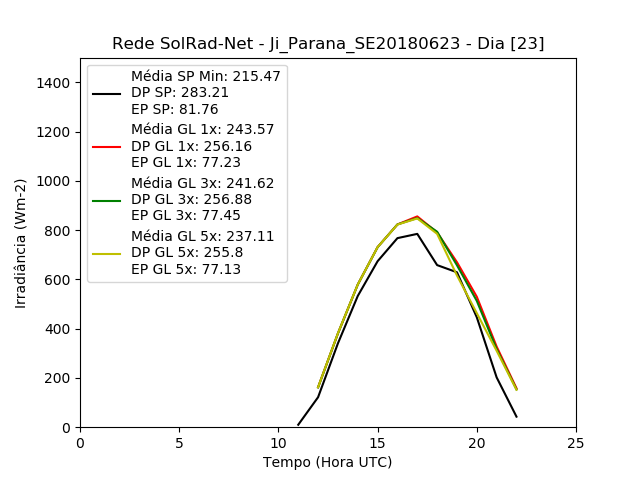 Rede SolRad-Net - Ji_Parana_SE20180623 - Dia [23]
Irradiância (Wm-2)
1400
1200
1000
800
600
400
200
0
Média SP Min: 215.47
DP SP: 283.21
EP SP: 81.76
Média GL 1x: 243.57
DP GL 1x: 256.16
EP GL 1x: 77.23
Média GL 3x: 241.62
DP GL 3x: 256.88
EP GL 3x: 77.45
Média GL 5x: 237.11
DP GL 5x: 255.8
EP GL 5x: 77.13
0 5 10 15 20 25
Tempo (Hora UTC)